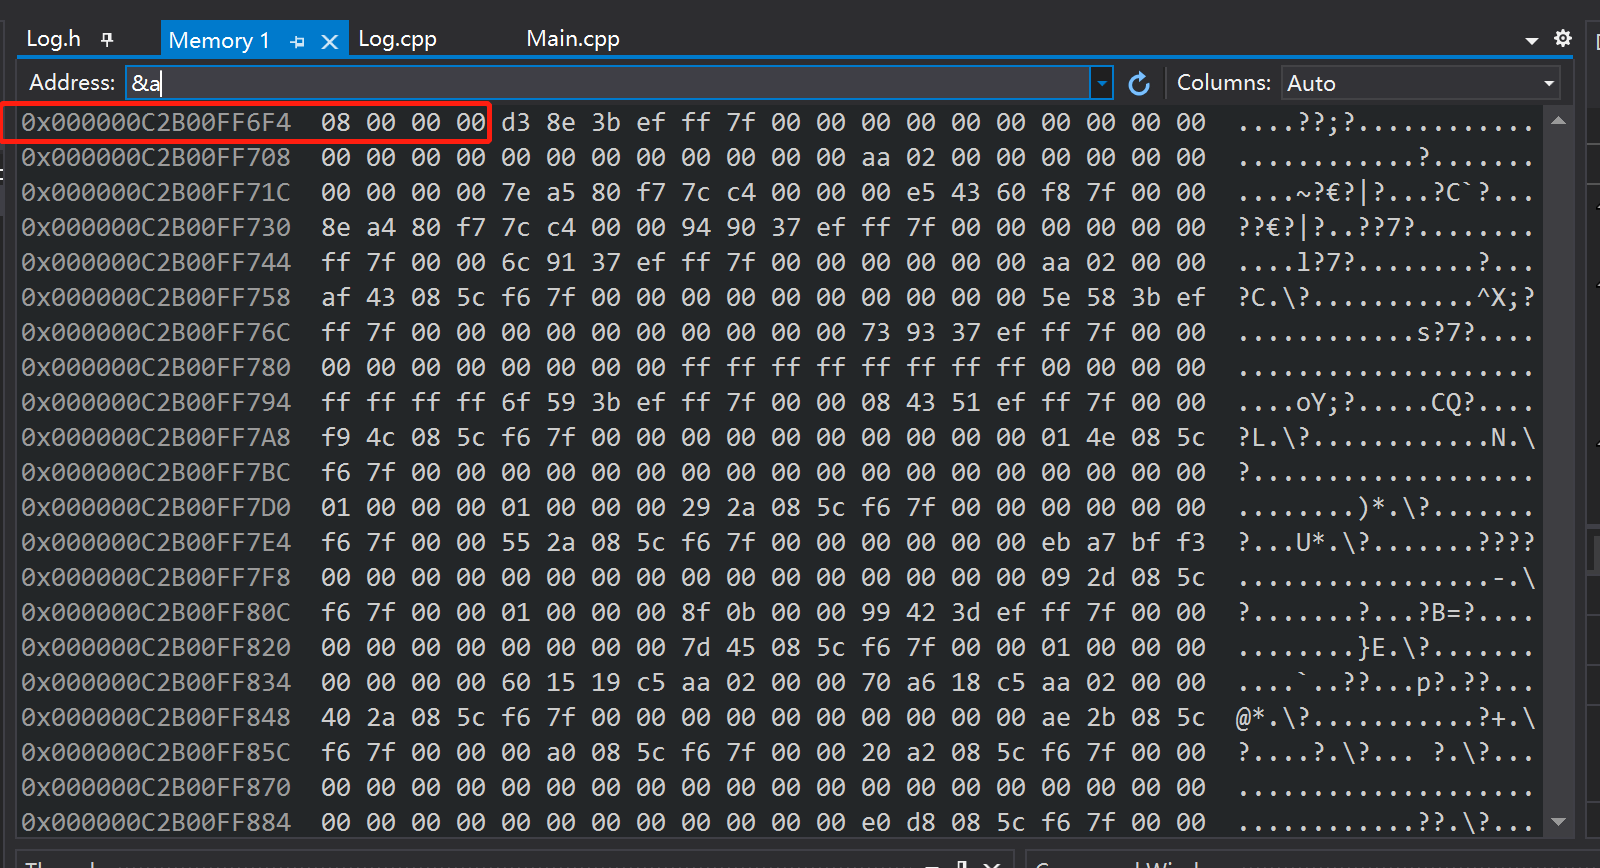 Log.h Memory 1 Log.cpp Main.cpp
Address: &a Columns: Auto
0x000000C2B00FF6F4 08 00 00 00 d3 8e 3b ef ff 7f 00 00 00 00 00 00 00 00 00 00 ....??;?............
0x000000C2B00FF708 00 00 00 00 00 00 00 00 00 00 00 00 aa 02 00 00 00 00 00 00 ............?.......
0x000000C2B00FF71C 00 00 00 00 7e a5 80 f7 7c c4 00 00 00 e5 43 60 f8 7f 00 00 ....~?€?|?...?C`?...
0x000000C2B00FF730 8e a4 80 f7 7c c4 00 00 94 90 37 ef ff 7f 00 00 00 00 00 00 ??€?|?..??7?........
0x000000C2B00FF744 ff 7f 00 00 6c 91 37 ef ff 7f 00 00 00 00 00 00 aa 02 00 00 ....l?7?........?...
0x000000C2B00FF758 af 43 08 5c f6 7f 00 00 00 00 00 00 00 00 00 00 5e 58 3b ef ?C.\?...........^X;?
0x000000C2B00FF76C ff 7f 00 00 00 00 00 00 00 00 00 00 73 93 37 ef ff 7f 00 00 ............s?7?....
0x000000C2B00FF780 00 00 00 00 00 00 00 00 ff ff ff ff ff ff ff ff 00 00 00 00 ....................
0x000000C2B00FF794 ff ff ff ff 6f 59 3b ef ff 7f 00 00 08 43 51 ef ff 7f 00 00 ....oY;?.....CQ?....
0x000000C2B00FF7A8 f9 4c 08 5c f6 7f 00 00 00 00 00 00 00 00 00 00 01 4e 08 5c ?L.\?............N.\
0x000000C2B00FF7BC f6 7f 00 00 00 00 00 00 00 00 00 00 00 00 00 00 00 00 00 00 ?...................
0x000000C2B00FF7D0 01 00 00 00 01 00 00 00 29 2a 08 5c f6 7f 00 00 00 00 00 00 ........)*.\?.......
0x000000C2B00FF7E4 f6 7f 00 00 55 2a 08 5c f6 7f 00 00 00 00 00 00 eb a7 bf f3 ?...U*.\?.......????
0x000000C2B00FF7F8 00 00 00 00 00 00 00 00 00 00 00 00 00 00 00 00 09 2d 08 5c .................-.\
0x000000C2B00FF80C f6 7f 00 00 01 00 00 00 8f 0b 00 00 99 42 3d ef ff 7f 00 00 ?.......?...?B=?....
0x000000C2B00FF820 00 00 00 00 00 00 00 00 7d 45 08 5c f6 7f 00 00 01 00 00 00 ........}E.\?.......
0x000000C2B00FF834 00 00 00 00 60 15 19 c5 aa 02 00 00 70 a6 18 c5 aa 02 00 00 ....`..??...p?.??...
0x000000C2B00FF848 40 2a 08 5c f6 7f 00 00 00 00 00 00 00 00 00 00 ae 2b 08 5c @*.\?...........?+.\
0x000000C2B00FF85C f6 7f 00 00 00 a0 08 5c f6 7f 00 00 20 a2 08 5c f6 7f 00 00 ?....?.\?... ?.\?...
0x000000C2B00FF870 00 00 00 00 00 00 00 00 00 00 00 00 00 00 00 00 00 00 00 00 ....................
0x000000C2B00FF884 00 00 00 00 00 00 00 00 00 00 00 00 e0 d8 08 5c f6 7f 00 00 ............??.\?...